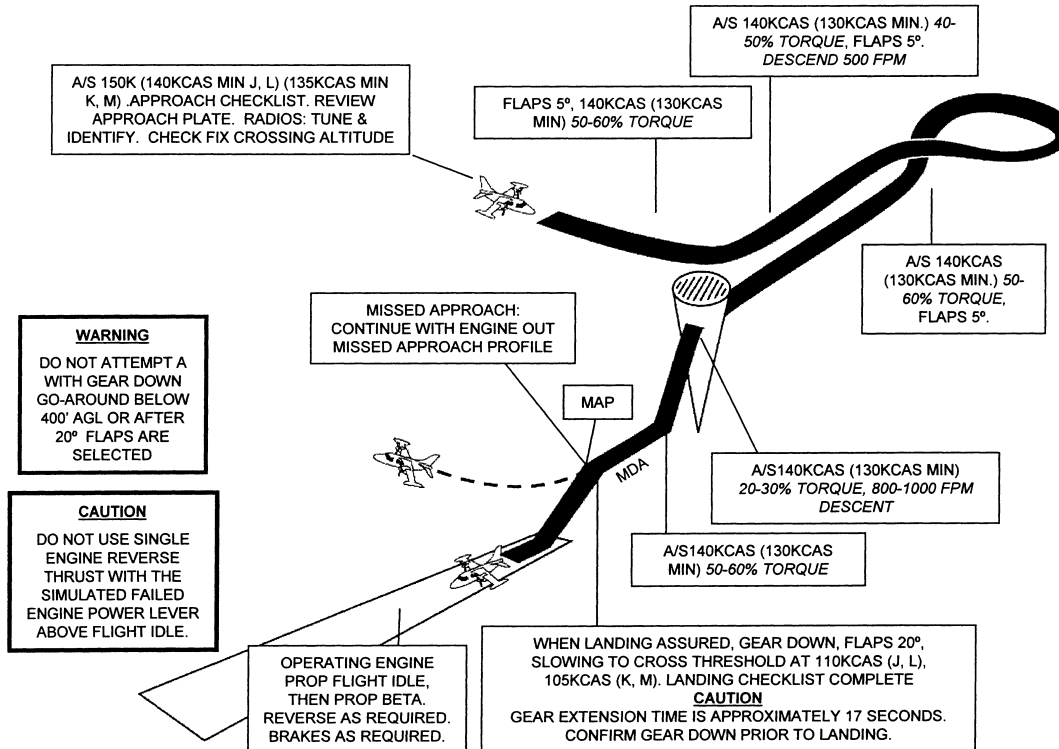 A/S 140KCAS (130KCAS MIN.) 40-
50% TORQUE, FLAPS 5º.
DESCEND 500 FPM
A/S 150K (140KCAS MIN J, L) (135KCAS MIN
K, M) .APPROACH CHECKLIST. REVIEW
APPROACH PLATE. RADIOS: TUNE &
IDENTIFY. CHECK FIX CROSSING ALTITUDE
FLAPS 5º, 140KCAS (130KCAS
MIN) 50-60% TORQUE
A/S 140KCAS
(130KCAS MIN.) 50-
60% TORQUE,
FLAPS 5º.
MISSED APPROACH:
CONTINUE WITH ENGINE OUT
MISSED APPROACH PROFILE
WARNING
DO NOT ATTEMPT A
WITH GEAR DOWN
GO-AROUND BELOW
400' AGL OR AFTER
20º FLAPS ARE
SELECTED
MAP
MDA
A/S140KCAS (130KCAS MIN)
20-30% TORQUE, 800-1000 FPM
DESCENT
CAUTION
DO NOT USE SINGLE
ENGINE REVERSE
THRUST WITH THE
SIMULATED FAILED
ENGINE POWER LEVER
ABOVE FLIGHT IDLE.
A/S140KCAS (130KCAS
MIN) 50-60% TORQUE
OPERATING ENGINE
PROP FLIGHT IDLE,
THEN PROP BETA.
REVERSE AS REQUIRED.
BRAKES AS REQUIRED.
WHEN LANDING ASSURED, GEAR DOWN, FLAPS 20º,
SLOWING TO CROSS THRESHOLD AT 110KCAS (J, L),
105KCAS (K, M). LANDING CHECKLIST COMPLETE
CAUTION
GEAR EXTENSION TIME IS APPROXIMATELY 17 SECONDS.
CONFIRM GEAR DOWN PRIOR TO LANDING.